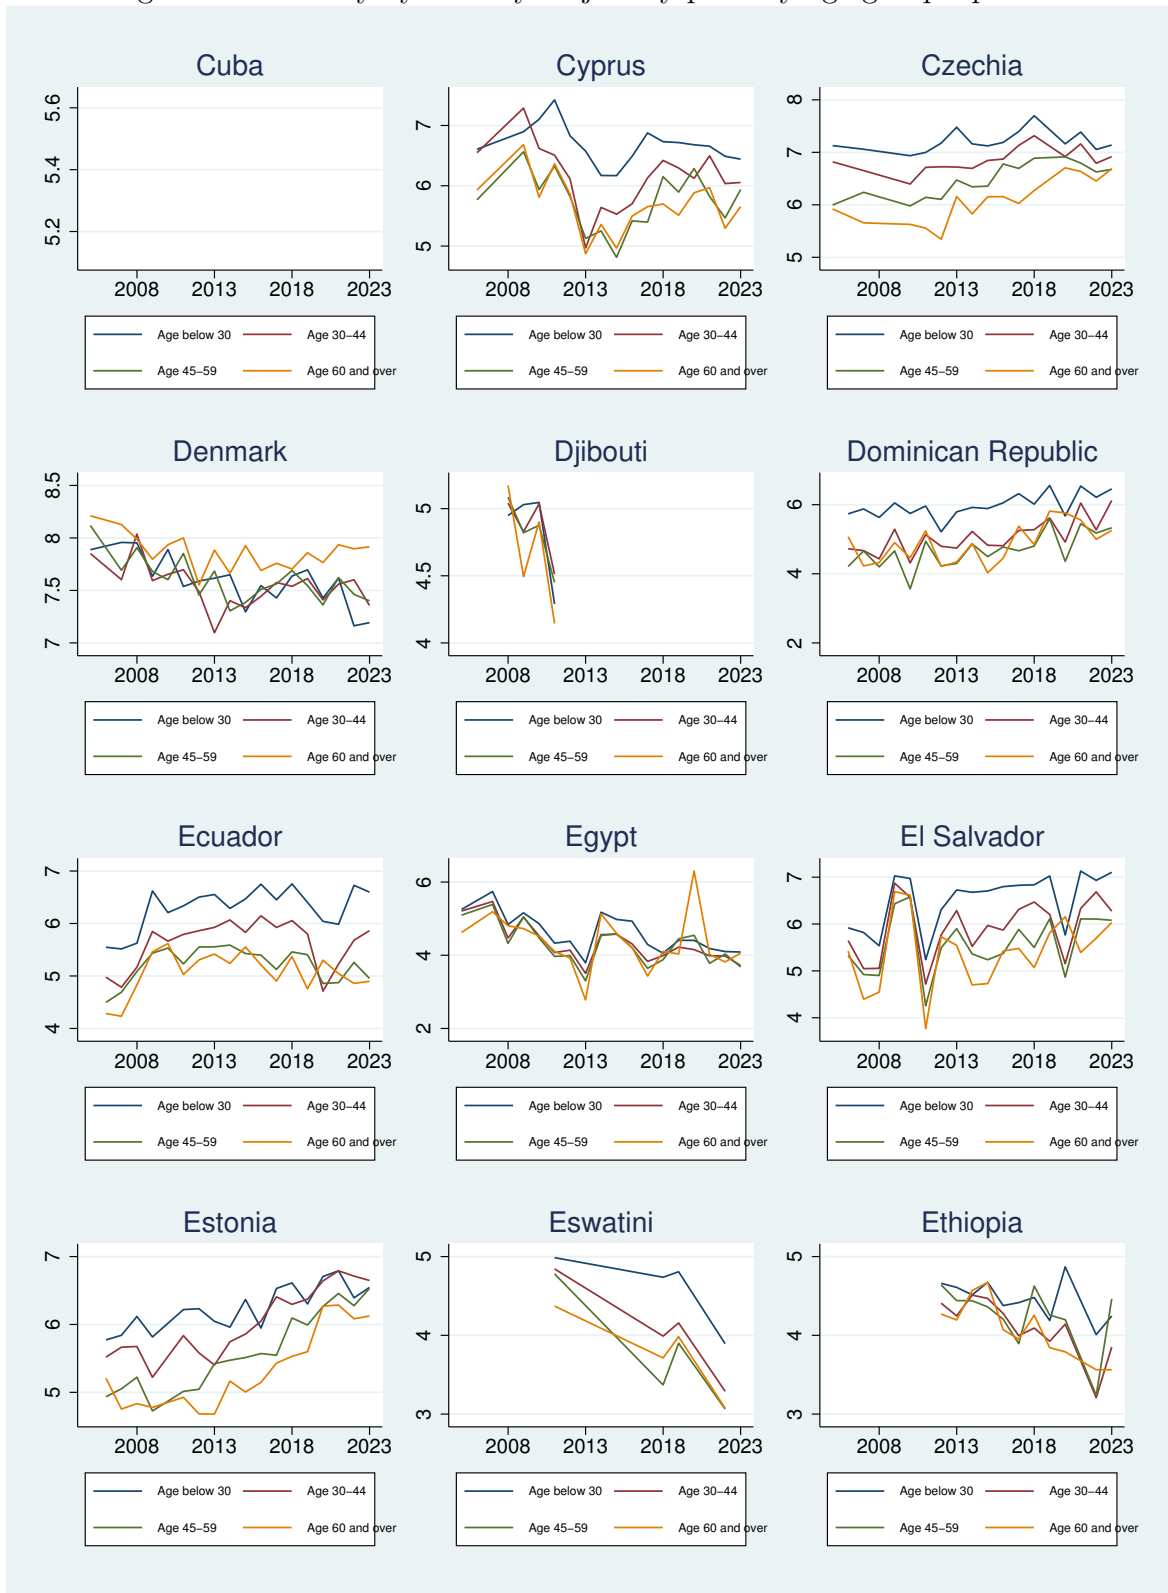 Cuba Cyprus Czechia
5.2 5.4 5.6
2008 2013 2018 2023
Age below 30 Age 30−44
Age 45−59 Age 60 and over
5 6 7
2008 2013 2018 2023
Age below 30 Age 30−44
Age 45−59 Age 60 and over
5 6 7 8
2008 2013 2018 2023
Age below 30 Age 30−44
Age 45−59 Age 60 and over
Denmark Djibouti Dominican Republic
7 7.5 8 8.5
2008 2013 2018 2023
Age below 30 Age 30−44
Age 45−59 Age 60 and over
4 4.5 5
2008 2013 2018 2023
Age below 30 Age 30−44
Age 45−59 Age 60 and over
2 4 6
2008 2013 2018 2023
Age below 30 Age 30−44
Age 45−59 Age 60 and over
Ecuador Egypt El Salvador
4 5 6 7
2008 2013 2018 2023
Age below 30 Age 30−44
Age 45−59 Age 60 and over
2 4 6
2008 2013 2018 2023
Age below 30 Age 30−44
Age 45−59 Age 60 and over
4 5 6 7
2008 2013 2018 2023
Age below 30 Age 30−44
Age 45−59 Age 60 and over
Estonia Eswatini Ethiopia
5 6 7
2008 2013 2018 2023
Age below 30 Age 30−44
Age 45−59 Age 60 and over
3 4 5
2008 2013 2018 2023
Age below 30 Age 30−44
Age 45−59 Age 60 and over
3 4 5
2008 2013 2018 2023
Age below 30 Age 30−44
Age 45−59 Age 60 and over